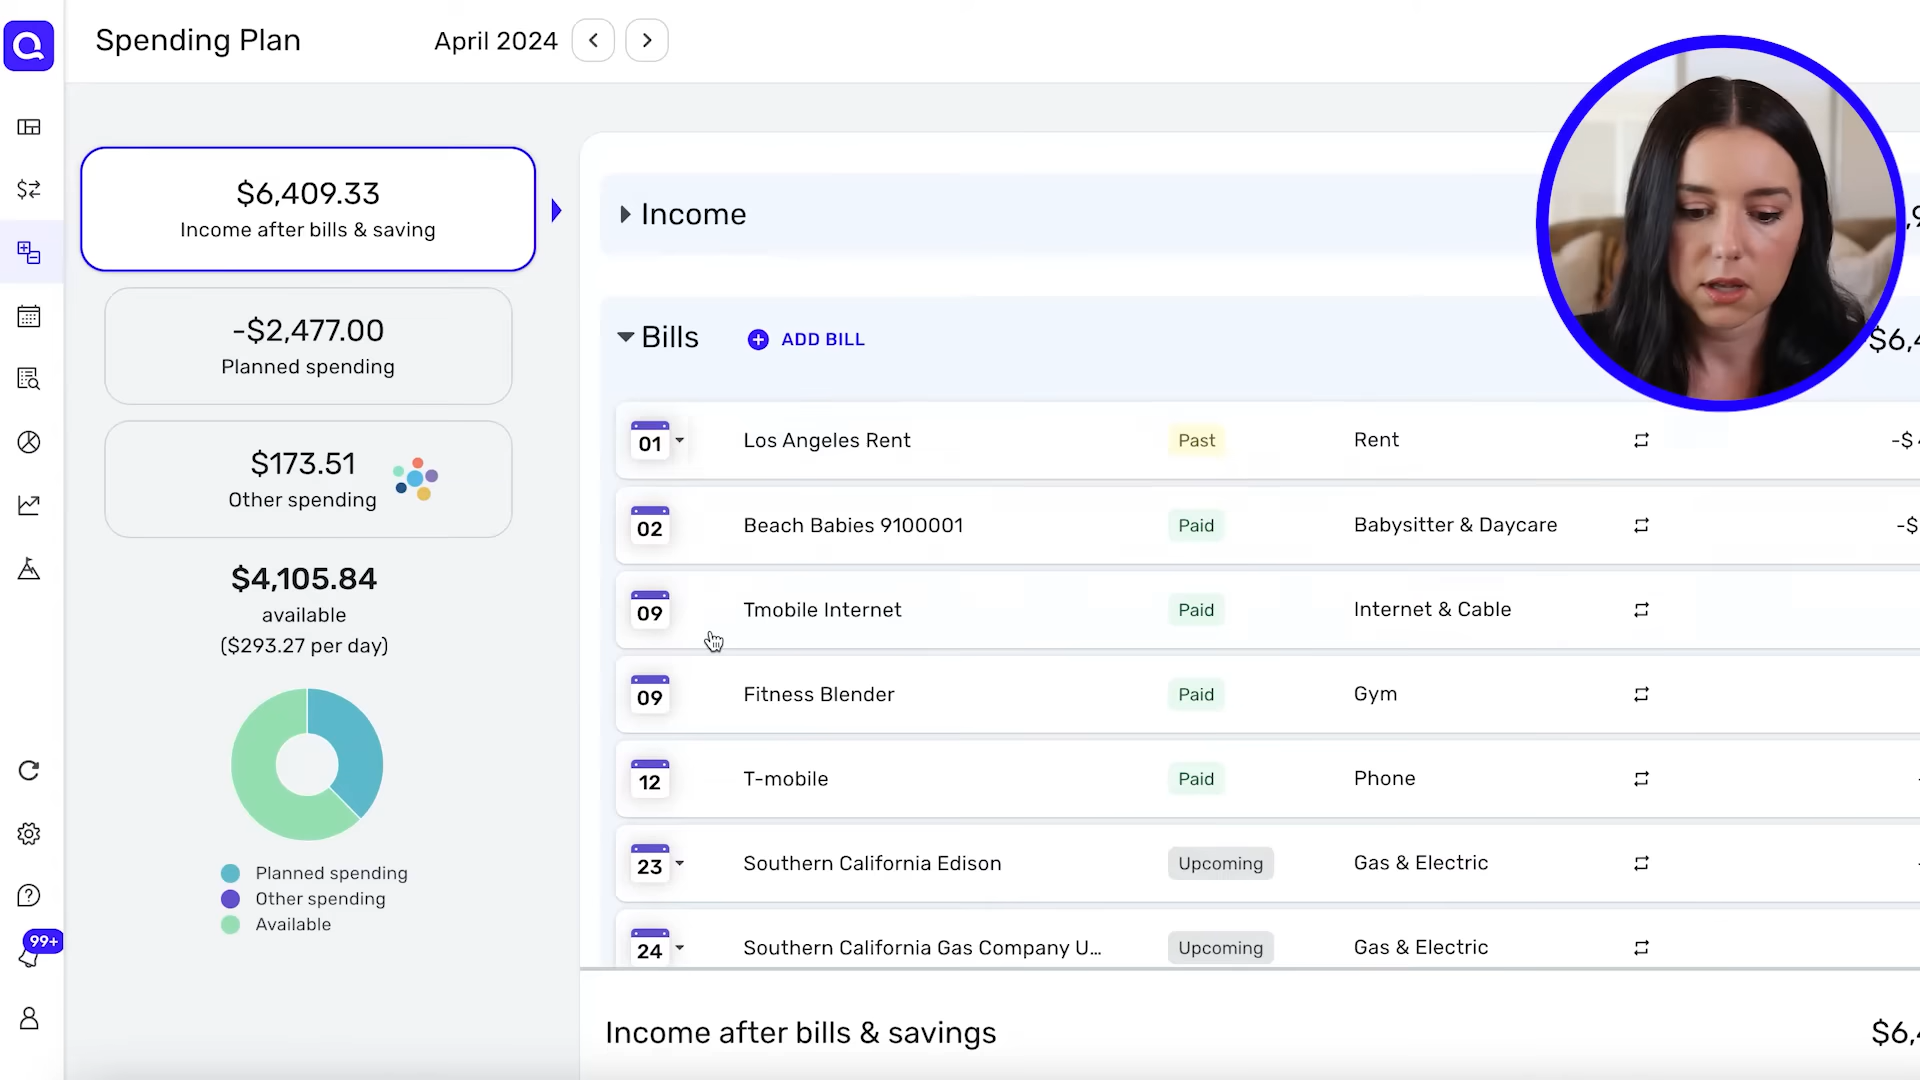 Spending Plan
April 2024
$6,409.33
Income after bills & saving
-$2,477.00
Planned spending
$173.51
Other spending
$4,105.84
available
($293.27 per day)
Planned spending
Other spending
Available
99+
Income
Bills
ADD BILL
01 Los Angeles Rent Past Rent -$
02 Beach Babies 9100001 Paid Babysitter & Daycare -$
09 Tmobile Internet Paid Internet & Cable
09 Fitness Blender Paid Gym
12 T-mobile Paid Phone
23 Southern California Edison Upcoming Gas & Electric
24 Southern California Gas Company U... Upcoming Gas & Electric
Income after bills & savings